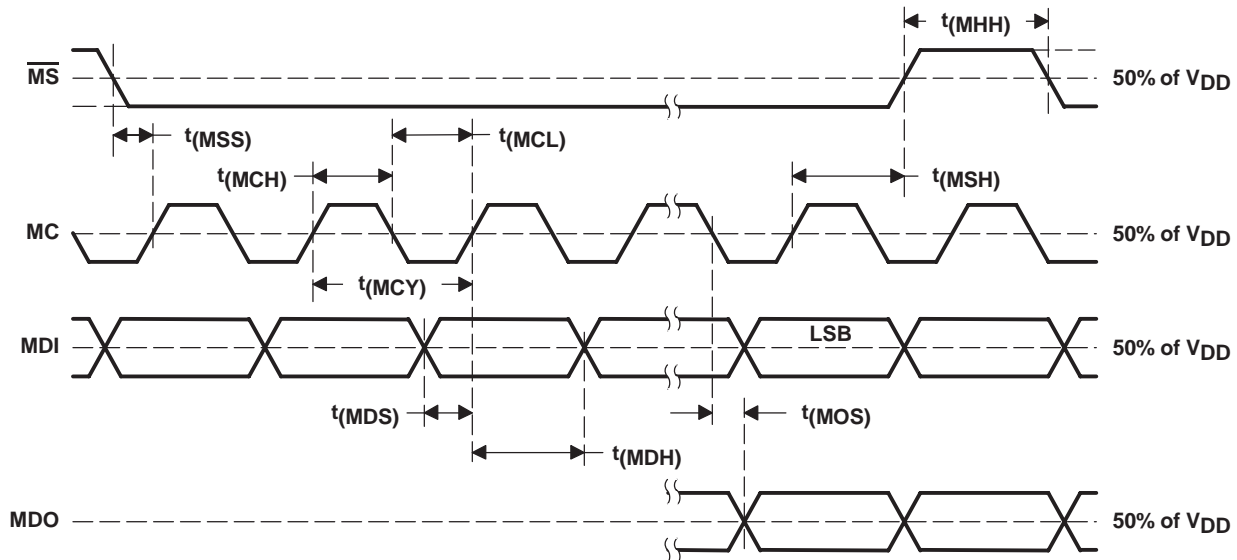 t(MHH)
MS
50% of VDD
t(MSS)
t(MCL)
t(MCH)
t(MSH)
MC
50% of VDD
t(MCY)
LSB
MDI
50% of VDD
t(MDS)
t(MOS)
t(MDH)
MDO
50% of VDD